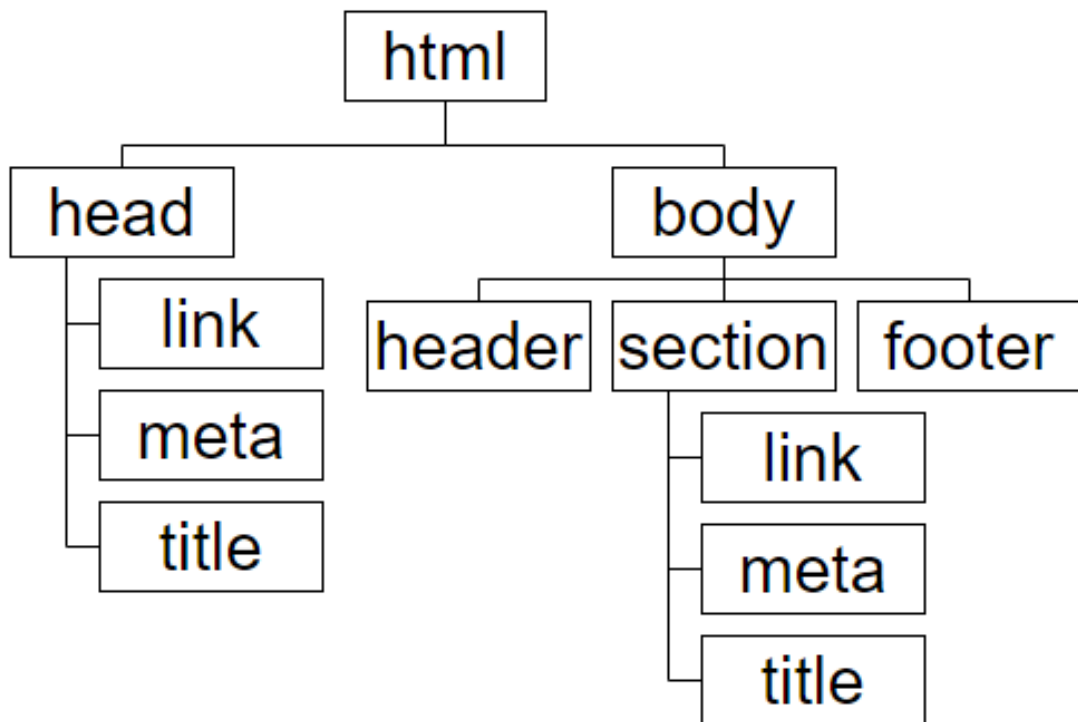 html
head
body
link
meta
title
header
section
footer
link
meta
title